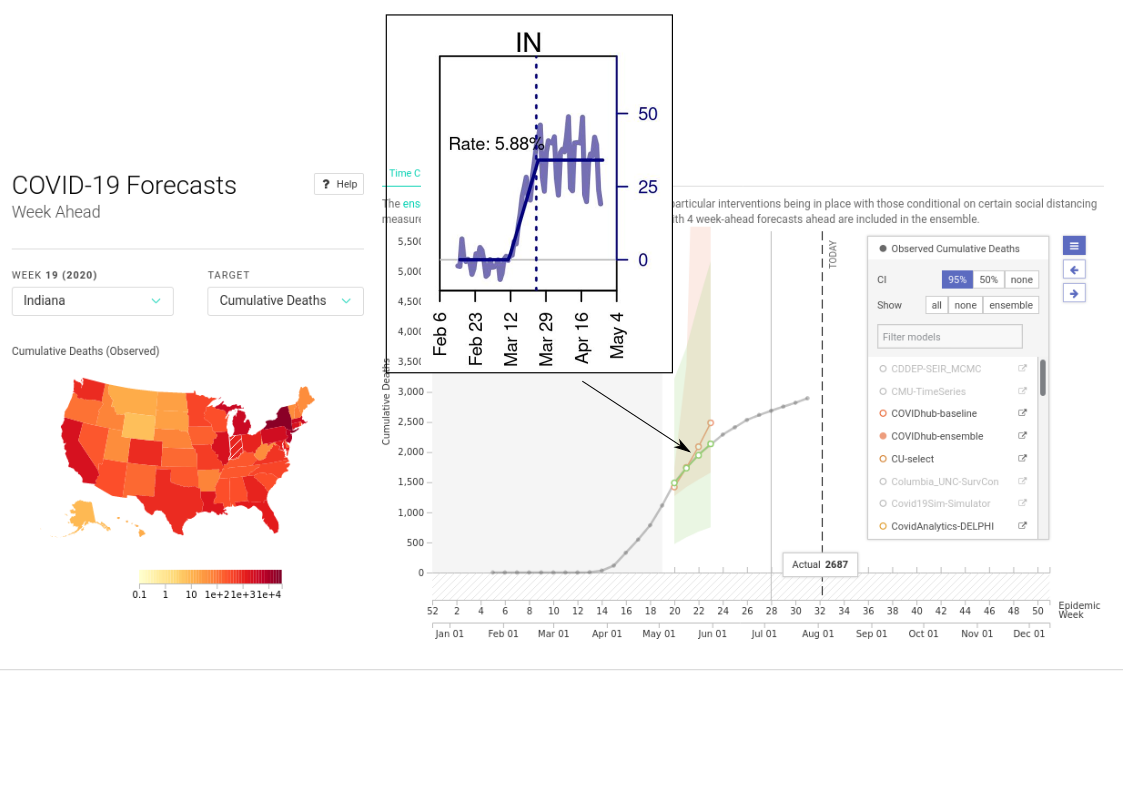 IN
Rate: 5.88%
50
25
0
Feb 6
Feb 23
Mar 12
Mar 29
Apr 16
May 4
COVID-19 Forecasts
Week Ahead
? Help
WEEK 19 (2020)
TARGET
Indiana
Cumulative Deaths
Cumulative Deaths (Observed)
0.1 1 10 1e+2 1e+3 1e+4
Time C
The ens
particular interventions being in place with those conditional on certain social distancing
measure
ith 4 week-ahead forecasts ahead are included in the ensemble.
5,500
5,000
4,500
4,000
3,500
3,000
2,500
2,000
1,500
1,000
500
0
Cumulative Deaths
TODAY
Observed Cumulative Deaths
CI 95% 50% none
Show all none ensemble
Filter models
CDDEP-SEIR_MCMC
CMU-TimeSeries
COVIDhub-baseline
COVIDhub-ensemble
CU-select
Columbia_UNC-SurvCon
Covid19Sim-Simulator
CovidAnalytics-DELPHI
Actual 2687
52 2 4 6 8 10 12 14 16 18 20 22 24 26 28 30 32 34 36 38 40 42 44 46 48 50
Epidemic
Week
Jan 01 Feb 01 Mar 01 Apr 01 May 01 Jun 01 Jul 01 Aug 01 Sep 01 Oct 01 Nov 01 Dec 01